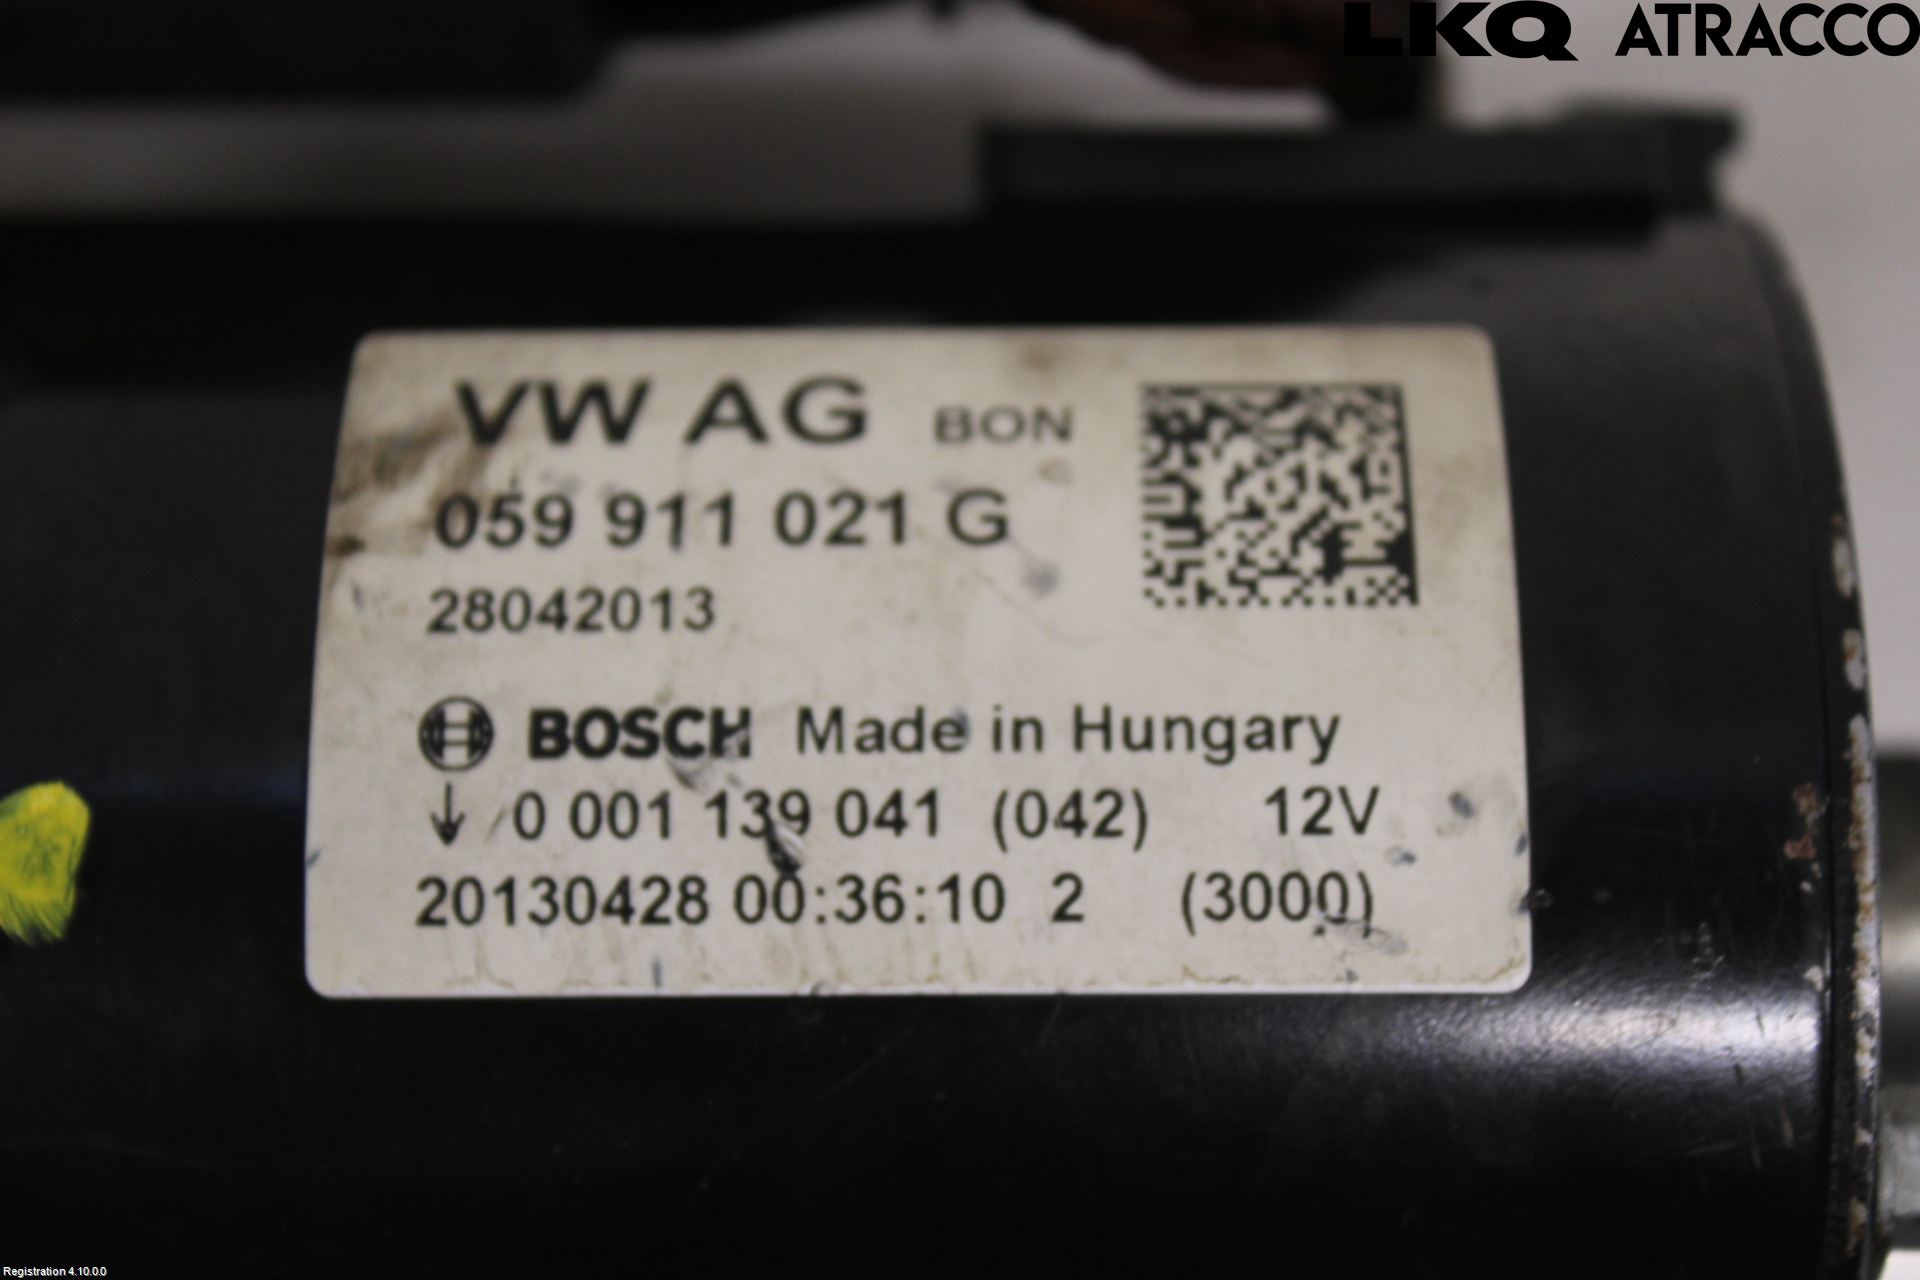 LKQ ATRACCO
VW AG BON
059 911 021 G
28042013
BOSCH Made in Hungary
↓ 0 001 139 041 (042) 12V
20130428 00:36:10 2 (3000)
Registration 4.10.0.0